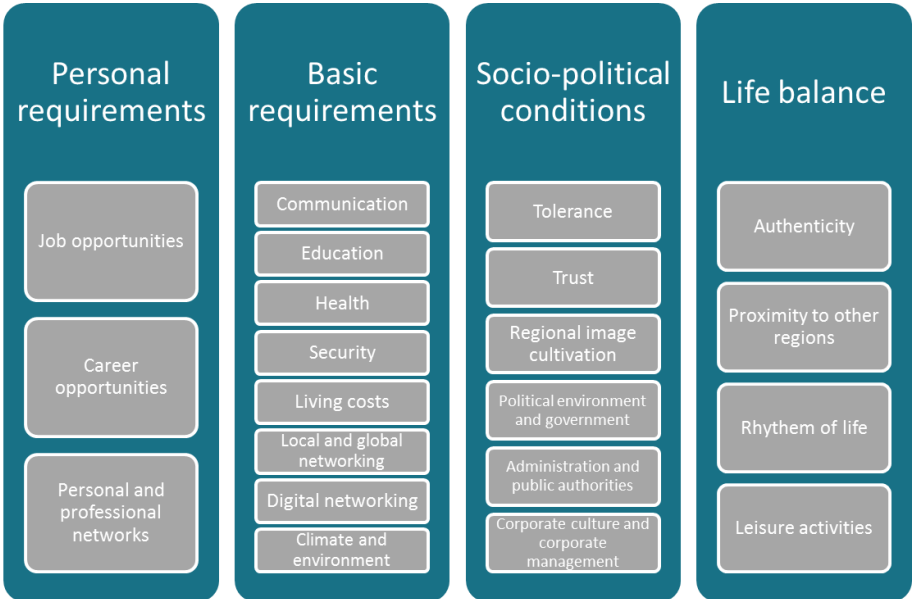 Personal
requirements
Job opportunities
Career
opportunities
Personal and
professional
networks
Basic
requirements
Communication
Education
Health
Security
Living costs
Local and global
networking
Digital networking
Climate and
environment
Socio-political
conditions
Tolerance
Trust
Regional image
cultivation
Political environment
and government
Administration and
public authorities
Corporate culture and
corporate
management
Life balance
Authenticity
Proximity to other
regions
Rhythem of life
Leisure activities